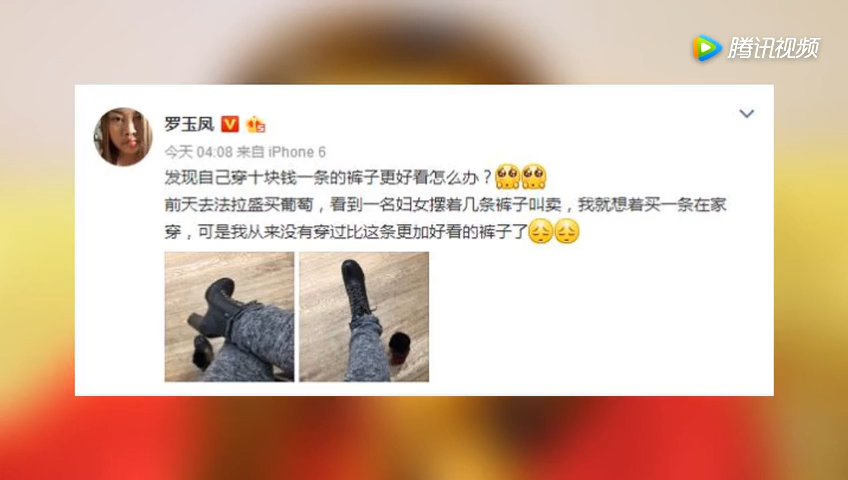 腾讯视频
罗玉凤
今天 04:08 来自 iPhone 6
发现自己穿十块钱一条的裤子更好看怎么办？
前天去法拉盛买葡萄，看到一名妇女摆着几条裤子叫卖，我就想着买一条在家
穿，可是我从来没有穿过比这条更加好看的裤子了